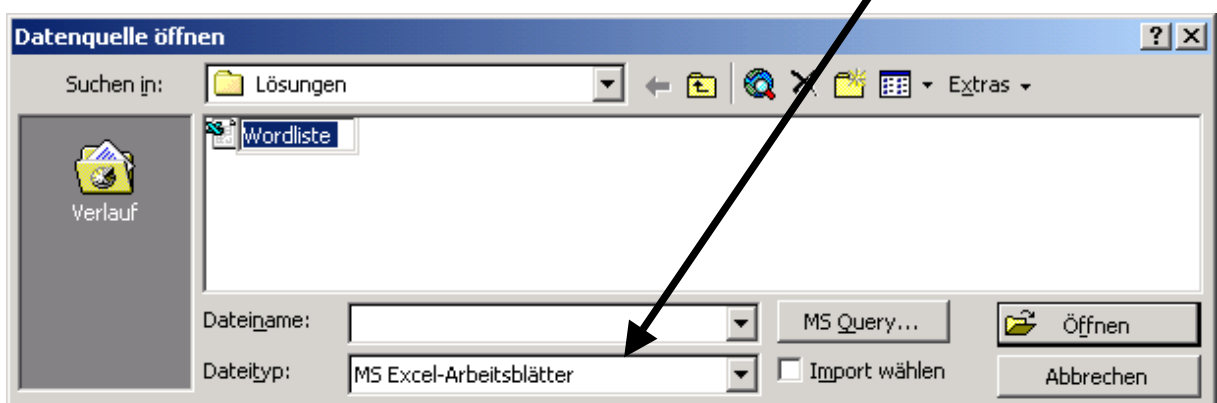 Datenquelle öffnen
Suchen in: Lösungen Extras
Wordliste
Verlauf
Dateiname: MS Query... Öffnen
Dateityp: MS Excel-Arbeitsblätter Import wählen Abbrechen